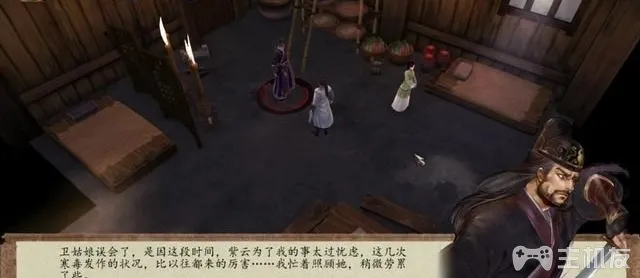 卫姑娘误会了，是因这段时间，紫云为了我的事太过忧虑，这几次
寒毒发作的状况，比以往都来的厉害……我忙着照顾她，稍微劳累
了些。
主机友